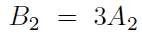 B₂ = 3A₂